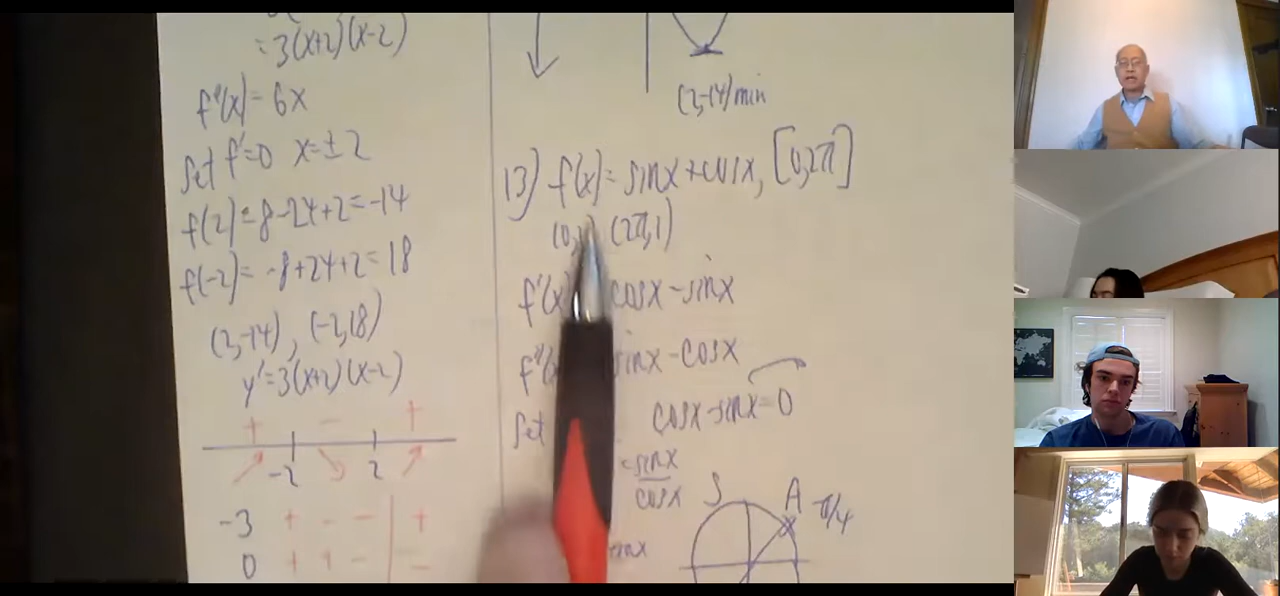 =3(x+2)(x-2)
f"(x)=6x
Set f'=0 x=±2
f(2)=8-24+2=-14
f(-2)=-8+24+2=18
(2,-14), (-2,18)
y'=3(x+2)(x-2)
+ - +
-2 2
-3 + - - +
0 + + - -
(2,-14) min
13) f(x)=sinx+cosx, [0,2π]
(0, (2π,1)
f'(x) cosx-sinx
f"(x sinx-cosx
Set cosx-sinx=0
=sinx
cosx
S A π/4